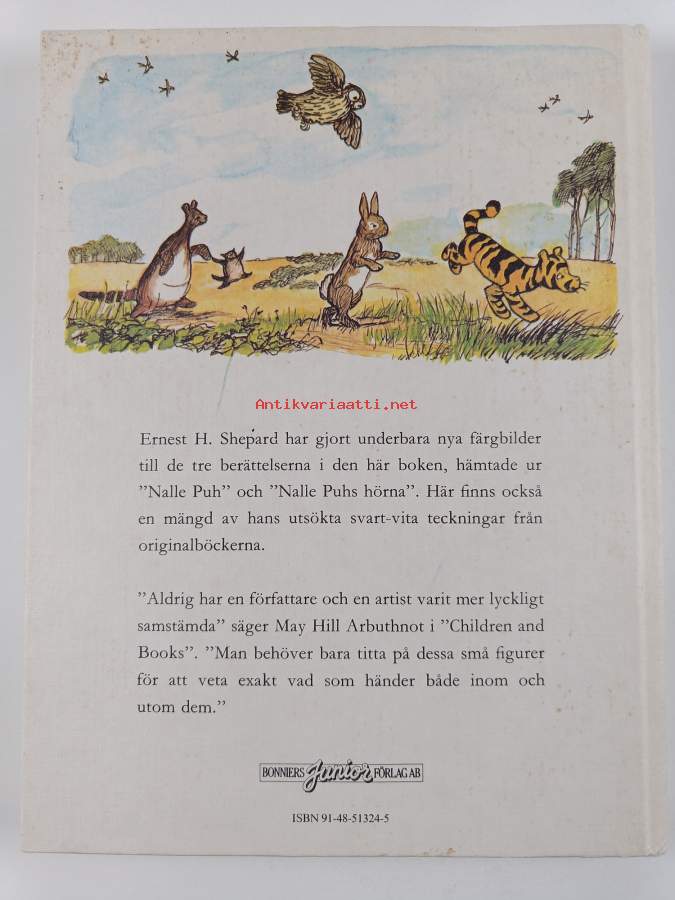 Antikvariaatti.net
Ernest H. Shepard har gjort underbara nya färgbilder
till de tre berättelserna i den här boken, hämtade ur
”Nalle Puh” och ”Nalle Puhs hörna”. Här finns också
en mängd av hans utsökta svart-vita teckningar från
originalböckerna.
”Aldrig har en författare och en artist varit mer lyckligt
samstämda” säger May Hill Arbuthnot i ”Children and
Books”. ”Man behöver bara titta på dessa små figurer
för att veta exakt vad som händer både inom och
utom dem.”
BONNIERS Junior FÖRLAG AB
ISBN 91-48-51324-5